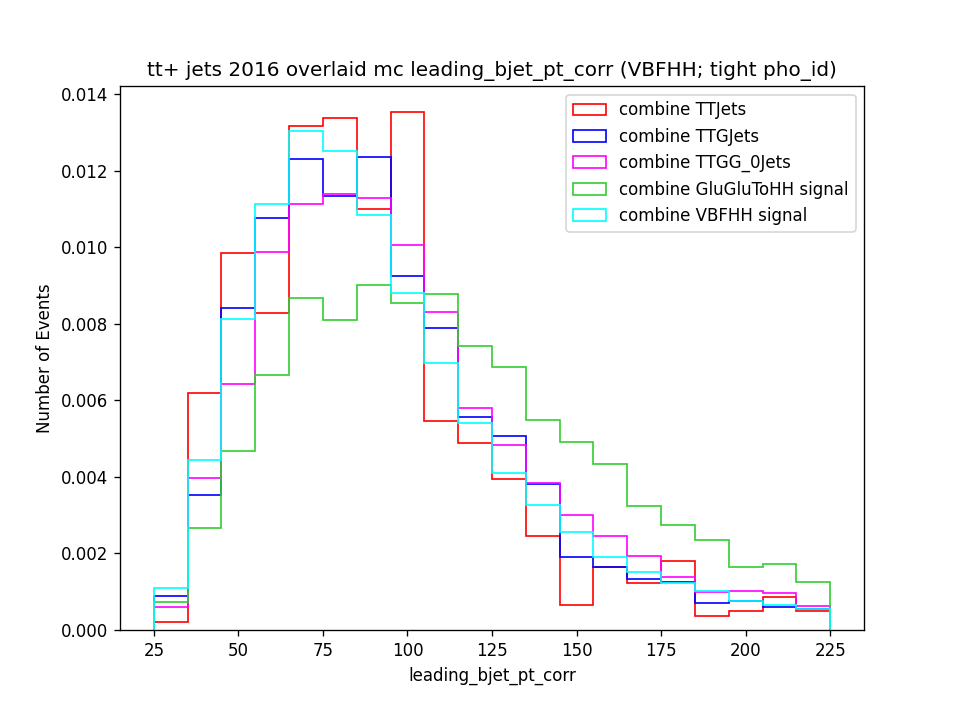 tt+ jets 2016 overlaid mc leading_bjet_pt_corr (VBFHH; tight pho_id)
combine TTJets
combine TTGJets
combine TTGG_0Jets
combine GluGluToHH signal
combine VBFHH signal
0.014
0.012
0.010
0.008
0.006
0.004
0.002
0.000
Number of Events
25 50 75 100 125 150 175 200 225
leading_bjet_pt_corr